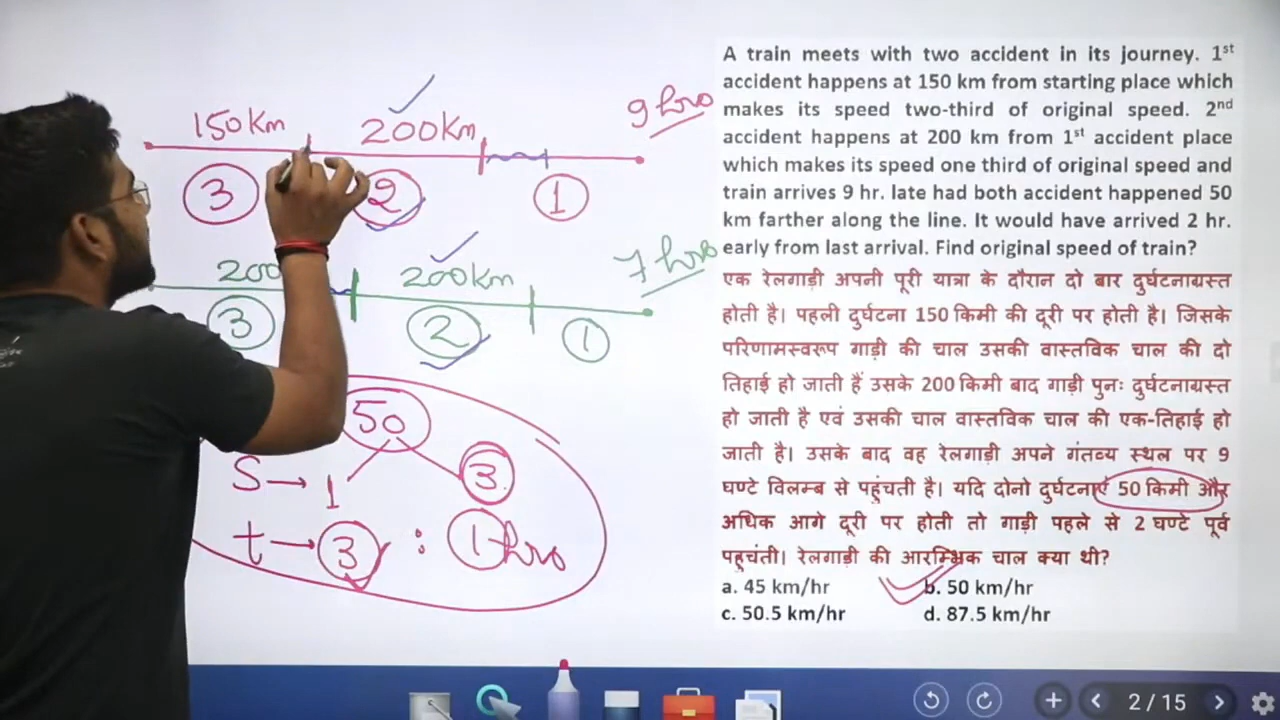 150Km
200Km
9 hrs
3
2
1
200
200Km
7 hrs
3
2
1
50
S → 1
3
t → 3 : 1 hrs
A train meets with two accident in its journey. 1st
accident happens at 150 km from starting place which
makes its speed two-third of original speed. 2nd
accident happens at 200 km from 1st accident place
which makes its speed one third of original speed and
train arrives 9 hr. late had both accident happened 50
km farther along the line. It would have arrived 2 hr.
early from last arrival. Find original speed of train?
एक रेलगाड़ी अपनी पूरी यात्रा के दौरान दो बार दुर्घटनाग्रस्त
होती है। पहली दुर्घटना 150 किमी की दूरी पर होती है। जिसके
परिणामस्वरूप गाड़ी की चाल उसकी वास्तविक चाल की दो
तिहाई हो जाती हैं उसके 200 किमी बाद गाड़ी पुनः दुर्घटनाग्रस्त
हो जाती है एवं उसकी चाल वास्तविक चाल की एक-तिहाई हो
जाती है। उसके बाद वह रेलगाड़ी अपने गंतव्य स्थल पर 9
घण्टे विलम्ब से पहुंचती है। यदि दोनो दुर्घटनाएं 50 किमी और
अधिक आगे दूरी पर होती तो गाड़ी पहले से 2 घण्टे पूर्व
पहूचंती। रेलगाड़ी की आरम्भिक चाल क्या थी?
a. 45 km/hr b. 50 km/hr
c. 50.5 km/hr d. 87.5 km/hr
2 / 15